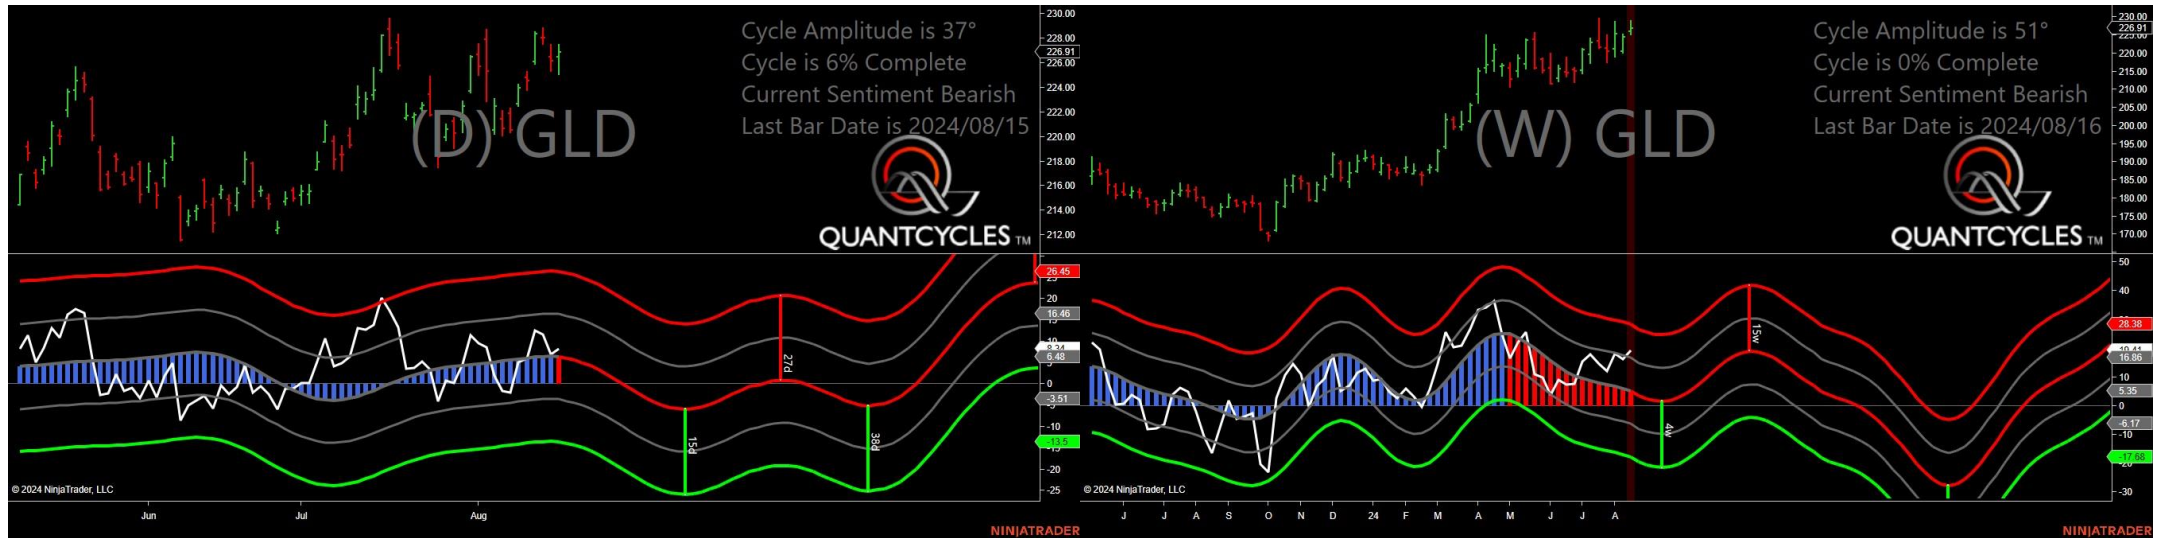 Cycle Amplitude is 37°
Cycle is 6% Complete
Current Sentiment Bearish
Last Bar Date is 2024/08/15
(D) GLD
QUANTCYCLES TM
230.00
228.00
226.91
226.00
224.00
222.00
220.00
218.00
216.00
214.00
212.00
26.45
20
16.46
6.48
0
-3.51
-10
-13.5
-20
-25
27d
15d
38d
© 2024 NinjaTrader, LLC
Jun
Jul
Aug
NINJATRADER
Cycle Amplitude is 51°
Cycle is 0% Complete
Current Sentiment Bearish
Last Bar Date is 2024/08/16
(W) GLD
QUANTCYCLES TM
230.00
226.91
220.00
215.00
210.00
205.00
200.00
195.00
190.00
185.00
180.00
175.00
170.00
50
40
28.38
16.86
10
5.35
0
-6.17
-10
-17.68
-30
15w
4w
© 2024 NinjaTrader, LLC
J
J
A
S
O
N
D
24
F
M
A
M
J
J
A
NINJATRADER